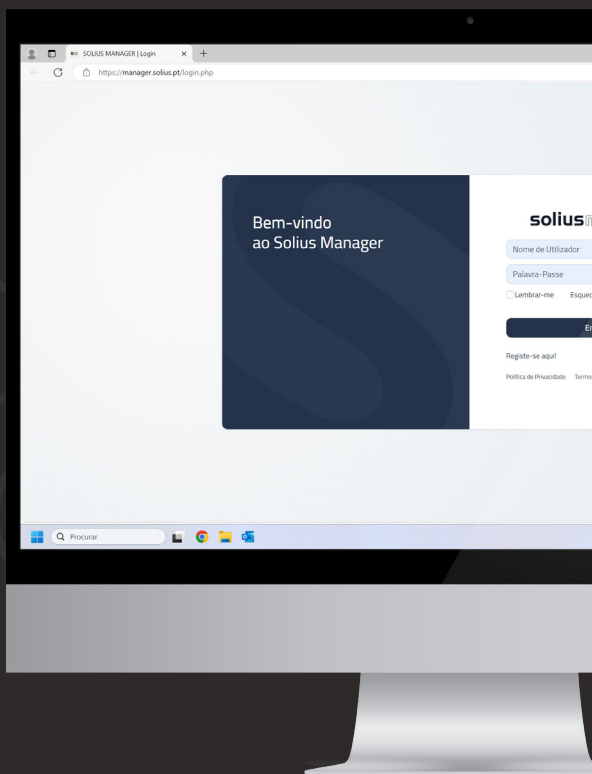 SOLIUS MANAGER | Login
https://manager.solius.pt/login.php
Bem-vindo
ao Solius Manager
solius
Nome de Utilizador
Palavra-Passe
Lembrar-me
Registe-se aqui!
Política de Privacidade
Procurar